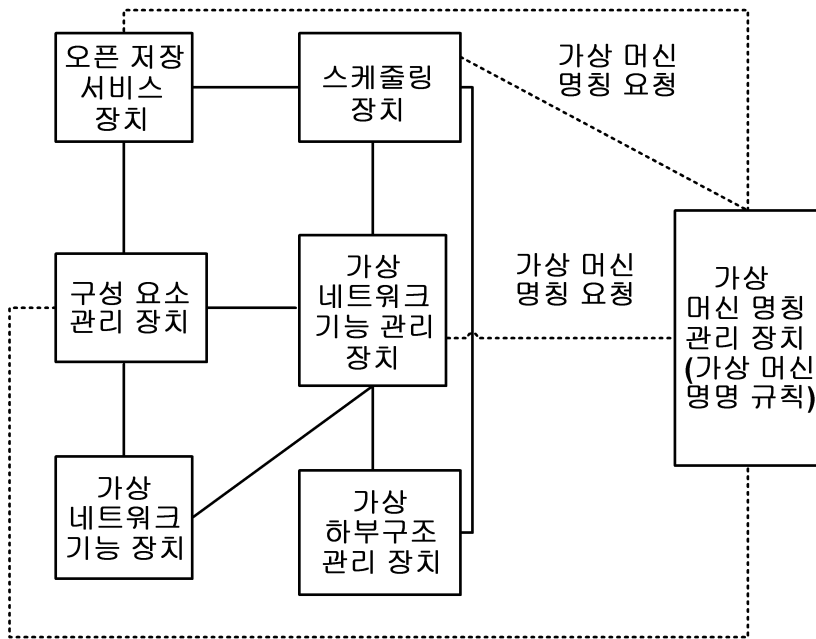 오픈 저장
서비스
장치
스케줄링
장치
가상 머신
명칭 요청
구성 요소
관리 장치
가상
네트워크
기능 관리
장치
가상 머신
명칭 요청
가상
머신 명칭
관리 장치
(가상 머신
명명 규칙)
가상
네트워크
기능 장치
가상
하부구조
관리 장치